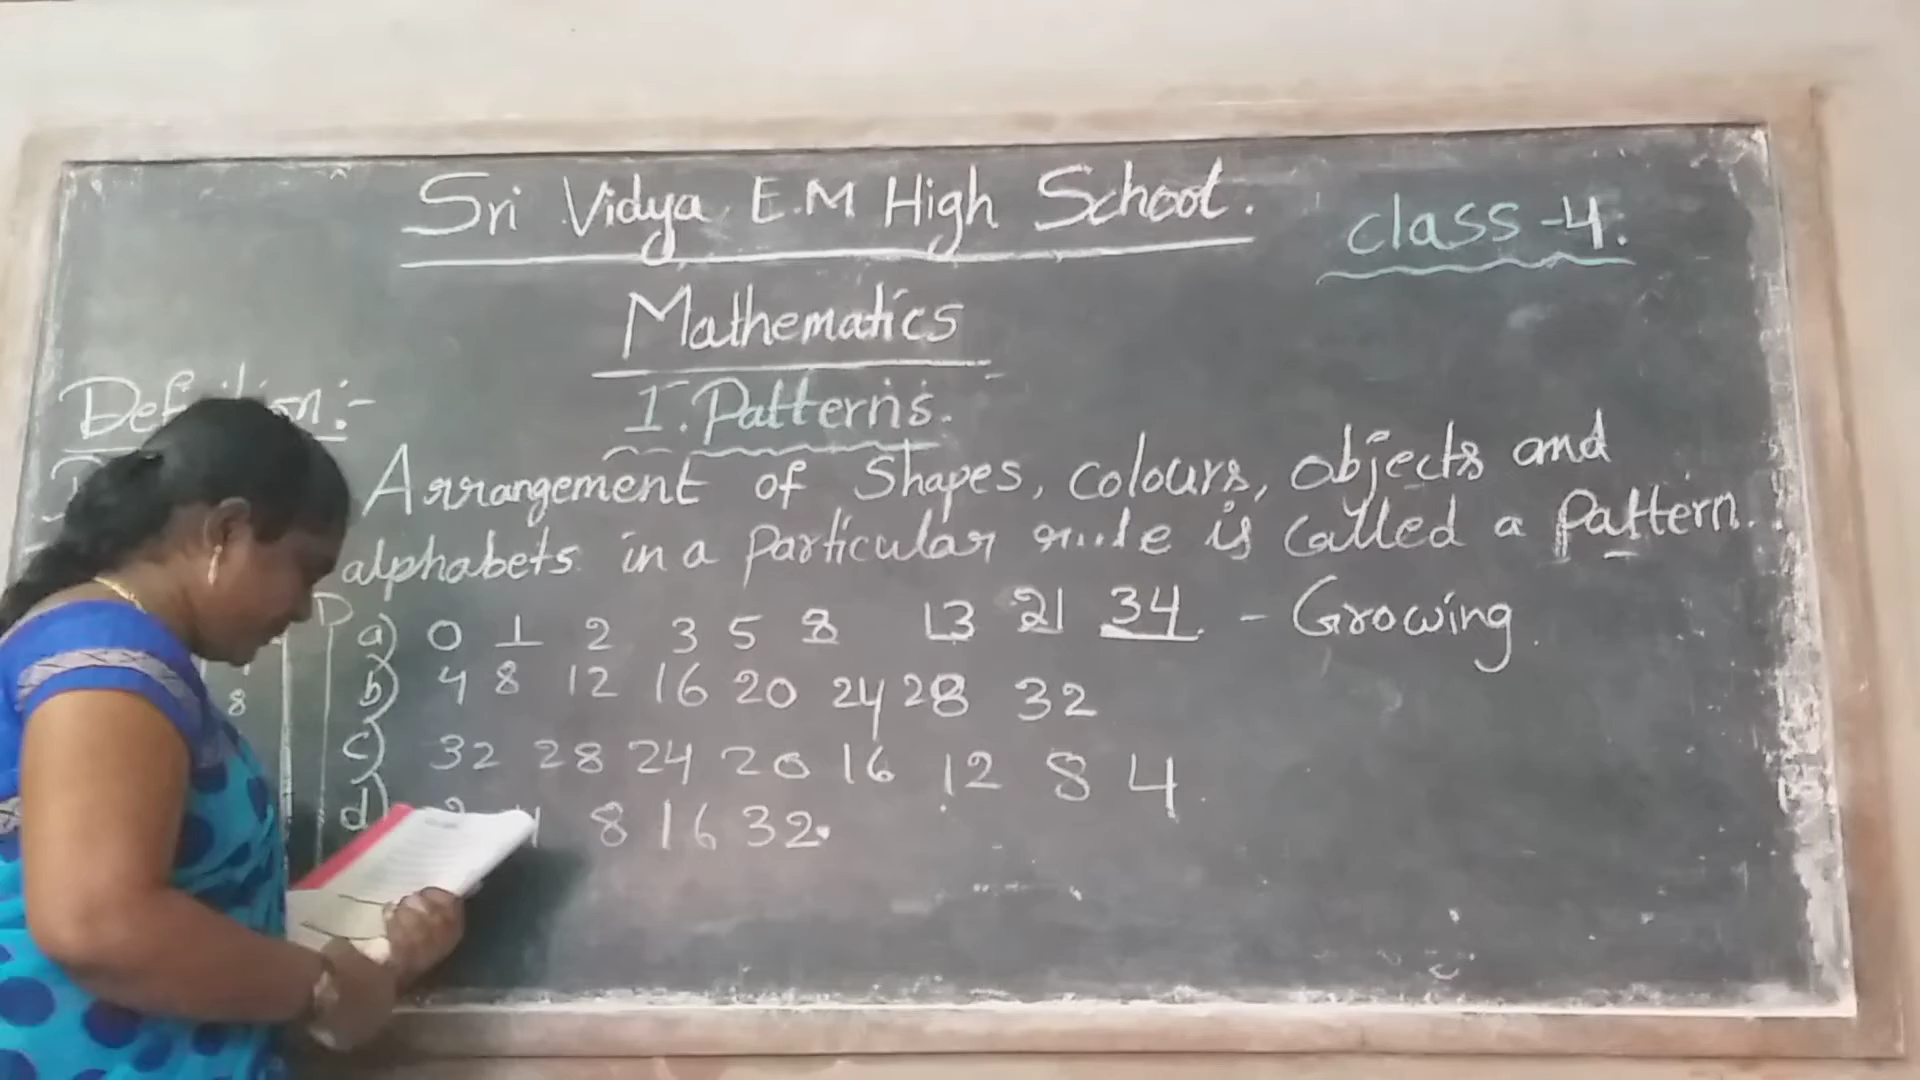 Sri Vidya E.M High School.
class-4.
Mathematics
I. Patterns.
Arrangement of Shapes, colours, objects and
alphabets in a particular rule is called a pattern.
a) 0 1 2 3 5 8 13 21 34 - Growing
b) 4 8 12 16 20 24 28 32
8
c) 32 28 24 20 16 12 8 4
d) 8 16 32